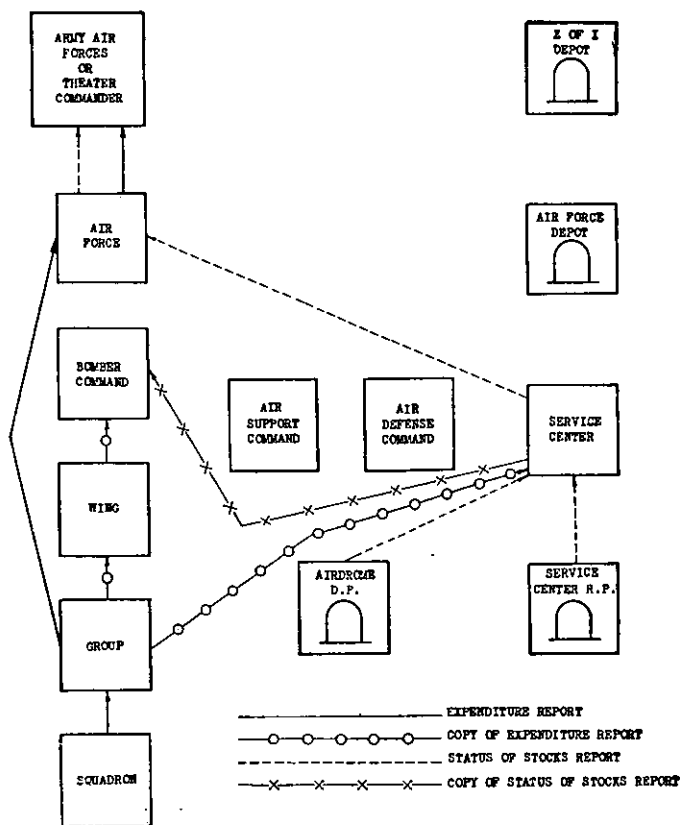 ARMY AIR
FORCES
OR
THEATER
COMMANDER
Z OF I
DEPOT
AIR
FORCE
AIR FORCE
DEPOT
BOMBER
COMMAND
AIR
SUPPORT
COMMAND
AIR
DEFENSE
COMMAND
SERVICE
CENTER
WING
AIRDROME
D.P.
SERVICE
CENTER R.P.
GROUP
SQUADRON
EXPENDITURE REPORT
COPY OF EXPENDITURE REPORT
STATUS OF STOCKS REPORT
COPY OF STATUS OF STOCKS REPORT